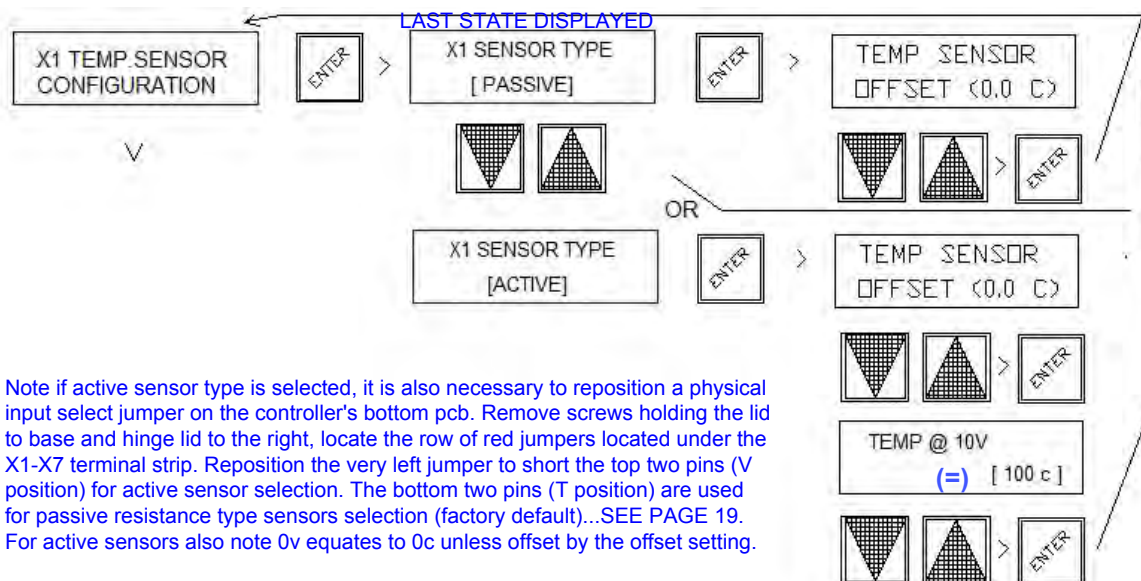 LAST STATE DISPLAYED
X1 TEMP.SENSOR
CONFIGURATION
ENTER
>
X1 SENSOR TYPE
[ PASSIVE]
ENTER
>
TEMP SENSOR
OFFSET (0.0 C)
V
>
ENTER
OR
X1 SENSOR TYPE
[ACTIVE]
ENTER
>
TEMP SENSOR
OFFSET (0.0 C)
>
ENTER
Note if active sensor type is selected, it is also necessary to reposition a physical
input select jumper on the controller's bottom pcb. Remove screws holding the lid
to base and hinge lid to the right, locate the row of red jumpers located under the
X1-X7 terminal strip. Reposition the very left jumper to short the top two pins (V
position) for active sensor selection. The bottom two pins (T position) are used
for passive resistance type sensors selection (factory default)...SEE PAGE 19.
For active sensors also note 0v equates to 0c unless offset by the offset setting.
TEMP @ 10V
(=) [ 100 c ]
>
ENTER